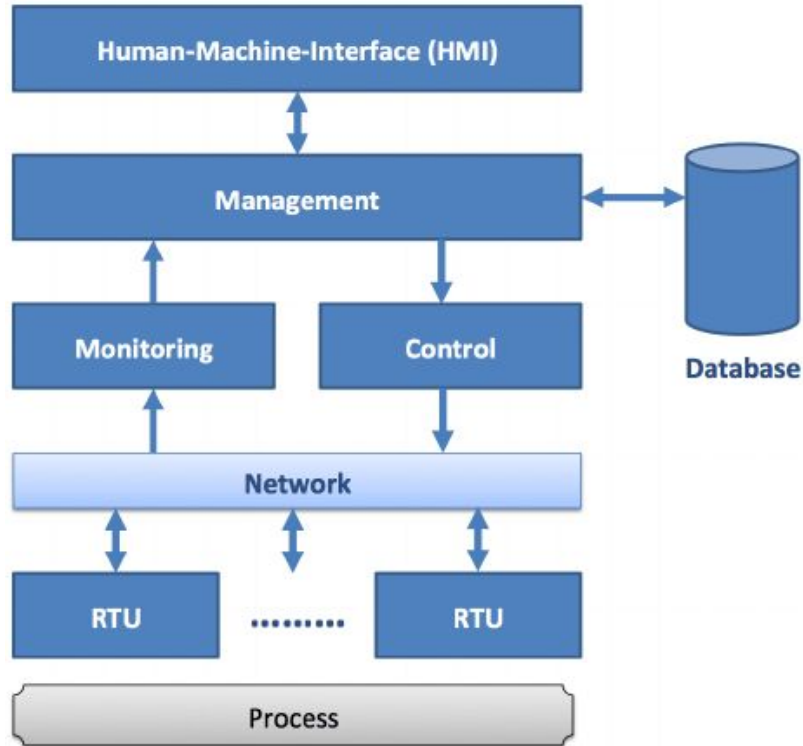 Human-Machine-Interface (HMI)
Management
Monitoring
Control
Database
Network
RTU
.........
RTU
Process